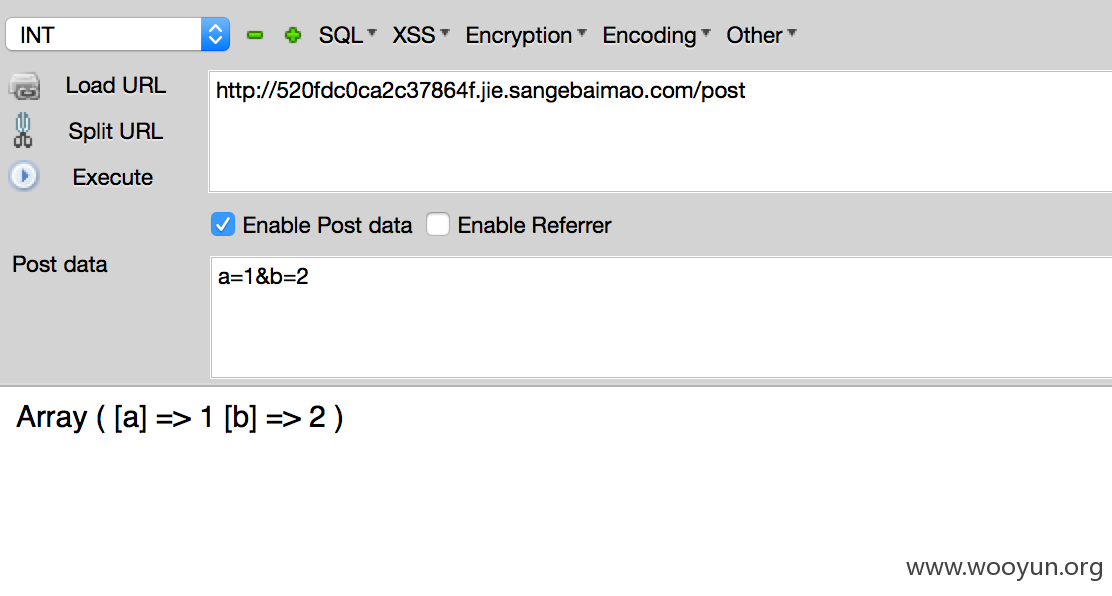 INT SQL XSS Encryption Encoding Other
Load URL http://520fdc0ca2c37864f.jie.sangebaimao.com/post
Split URL
Execute
Enable Post data Enable Referrer
Post data a=1&b=2
Array ( [a] => 1 [b] => 2 )
www.wooyun.org